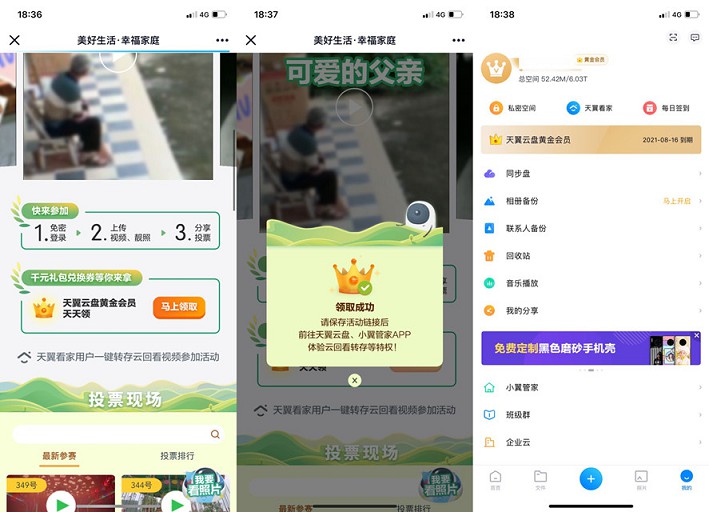 18:36
4G
美好生活·幸福家庭
快来参加
1. 免密登录
2. 上传视频、靓照
3. 分享投票
千元礼包兑换券等你来拿
天翼云盘黄金会员
天天领
马上领取
天翼看家用户一键转存云回看视频参加活动
投票现场
最新参赛
投票排行
我要看照片
349号
344号
18:37
4G
美好生活·幸福家庭
可爱的父亲
领取成功
请保存活动链接后
前往天翼云盘、小翼管家APP
体验云回看转存等特权！
天天领
天翼看家用户一键转存云回看视频参加活动
投票现场
最新参赛
投票排行
我要看照片
18:38
4G
黄金会员
总空间 52.42M/6.03T
私密空间
天翼看家
每日签到
天翼云盘黄金会员
2021-08-16 到期
同步盘
相册备份
马上开启
联系人备份
回收站
音乐播放
我的分享
免费定制黑色磨砂手机壳
小翼管家
班级群
企业云
首页
文件
相册
我的